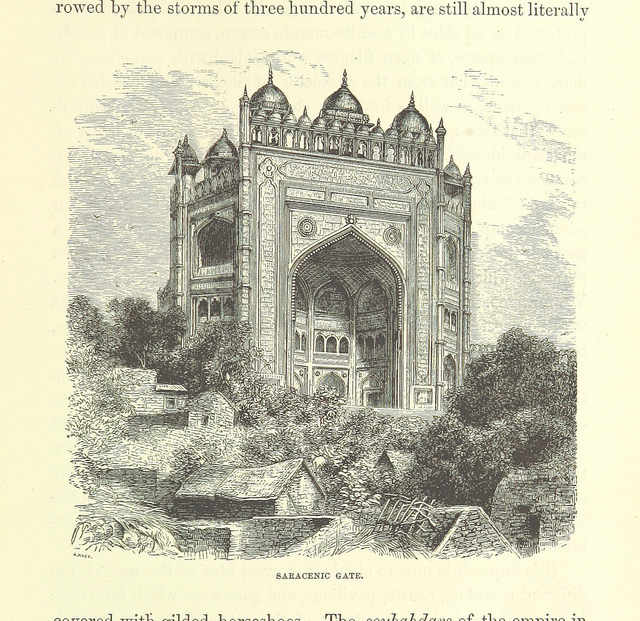 rowed by the storms of three hundred years, are still almost literally
SARACENIC GATE.
covered with gilded horseshoes. The soubahdars of the empire in